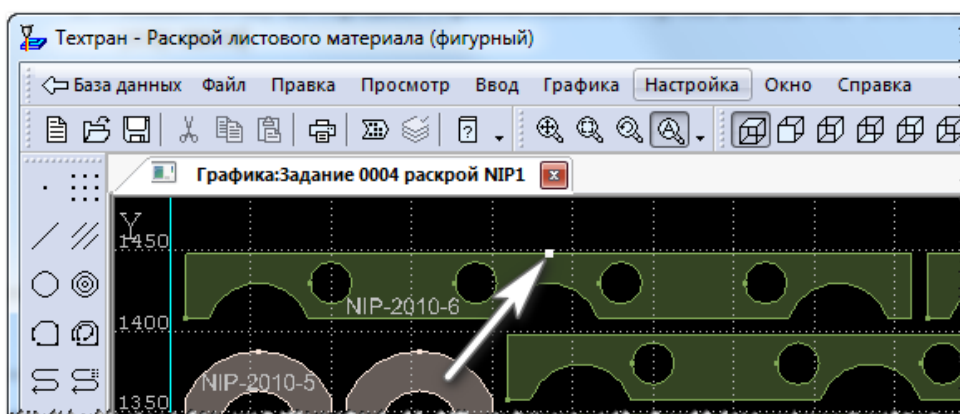 Техтран - Раскрой листового материала (фигурный)
База данных Файл Правка Просмотр Ввод Графика Настройка Окно Справка
Графика:Задание 0004 раскрой NIP1
Y
1450
NIP-2010-6
1400
NIP-2010-5
1350